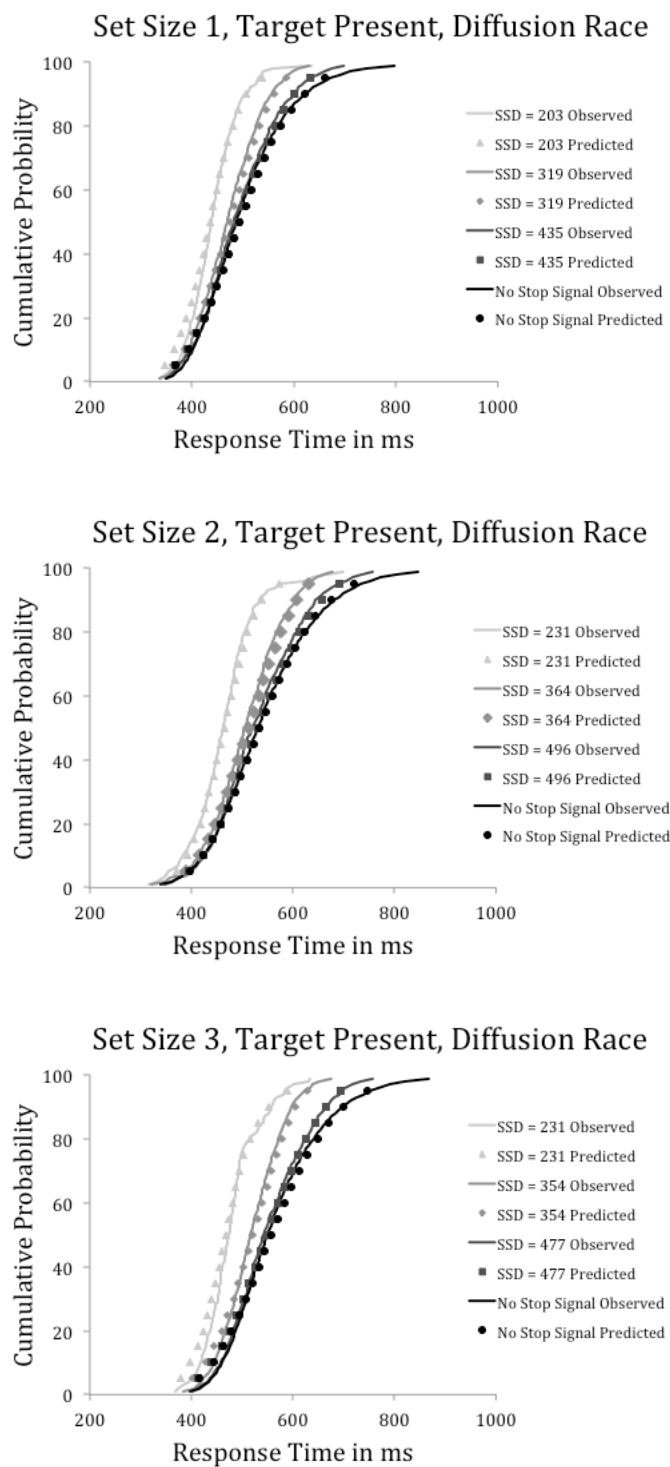 Set Size 1, Target Present, Diffusion Race
Cumulative Probbility
100
80
60
40
20
0
200
400
600
800
1000
Response Time in ms
SSD = 203 Observed
SSD = 203 Predicted
SSD = 319 Observed
SSD = 319 Predicted
SSD = 435 Observed
SSD = 435 Predicted
No Stop Signal Observed
No Stop Signal Predicted
Set Size 2, Target Present, Diffusion Race
Cumulative Probability
100
80
60
40
20
0
200
400
600
800
1000
Response Time in ms
SSD = 231 Observed
SSD = 231 Predicted
SSD = 364 Observed
SSD = 364 Predicted
SSD = 496 Observed
SSD = 496 Predicted
No Stop Signal Observed
No Stop Signal Predicted
Set Size 3, Target Present, Diffusion Race
Cumulative Probability
100
80
60
40
20
0
200
400
600
800
1000
Response Time in ms
SSD = 231 Observed
SSD = 231 Predicted
SSD = 354 Observed
SSD = 354 Predicted
SSD = 477 Observed
SSD = 477 Predicted
No Stop Signal Observed
No Stop Signal Predicted